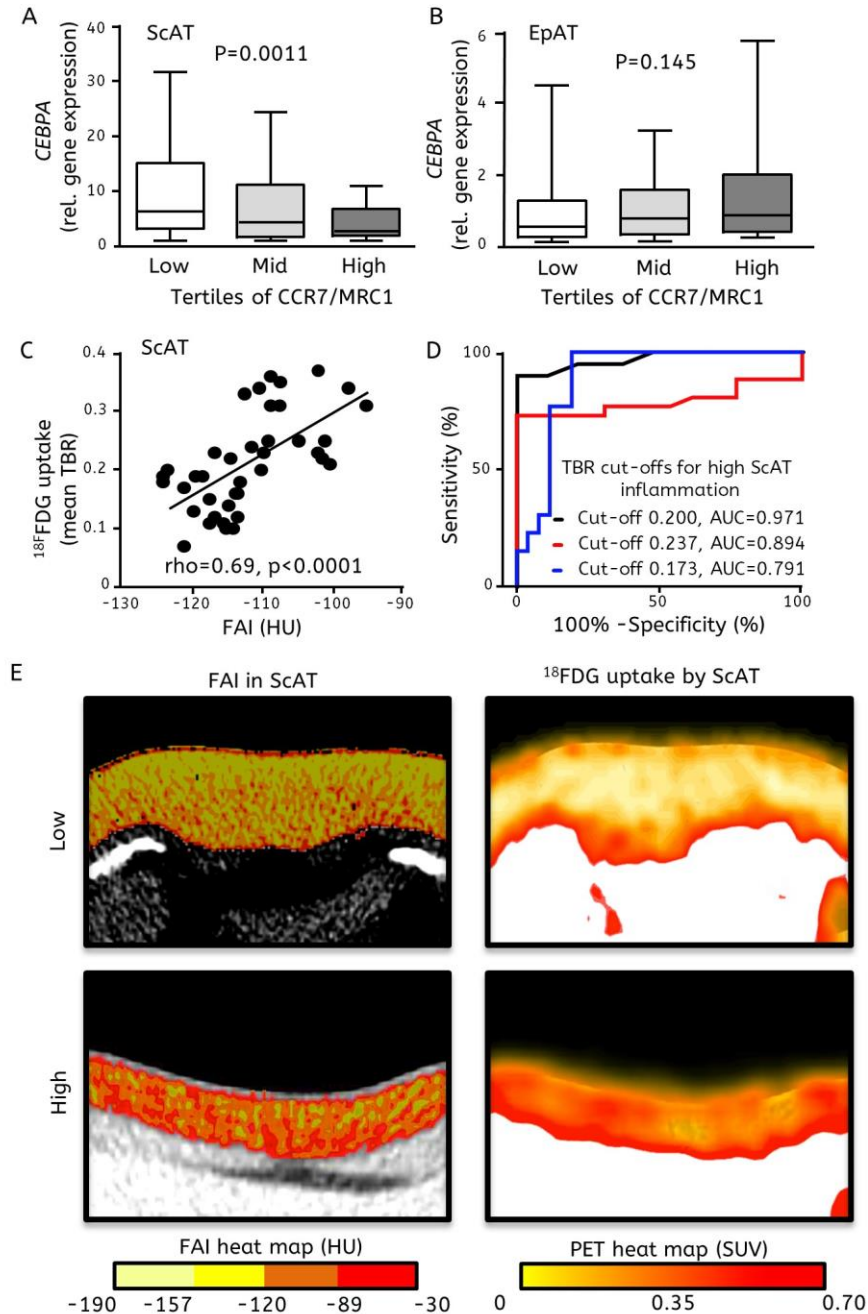 A
ScAT
P=0.0011
CEBPA
(rel. gene expression)
40
30
20
10
0
Low Mid High
Tertiles of CCR7/MRC1
B
EpAT
P=0.145
CEBPA
(rel. gene expression)
6
4
2
0
Low Mid High
Tertiles of CCR7/MRC1
C
ScAT
¹⁸FFDG uptake
(mean TBR)
0.4
0.3
0.2
0.1
0
rho=0.69, p<0.0001
-130 -120 -110 -100 -90
FAI (HU)
D
Sensitivity (%)
100
50
0
TBR cut-offs for high ScAT
inflammation
Cut-off 0.200, AUC=0.971
Cut-off 0.237, AUC=0.894
Cut-off 0.173, AUC=0.791
0 50 100
100% -Specificity (%)
E
FAI in ScAT
¹⁸FDG uptake by ScAT
Low
High
FAI heat map (HU)
-190 -157 -120 -89 -30
PET heat map (SUV)
0 0.35 0.70